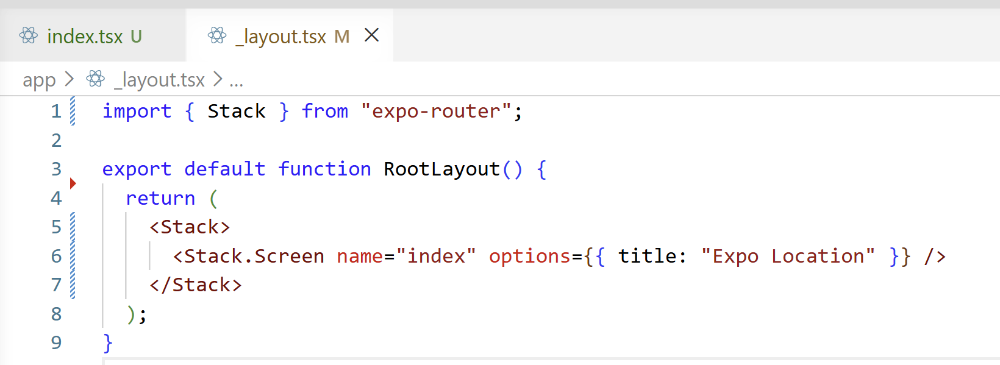 index.tsx U
_layout.tsx M
app > _layout.tsx > ...
1 import { Stack } from "expo-router";
2
3 export default function RootLayout() {
4   return (
5     <Stack>
6       <Stack.Screen name="index" options={{ title: "Expo Location" }} />
7     </Stack>
8   );
9 }